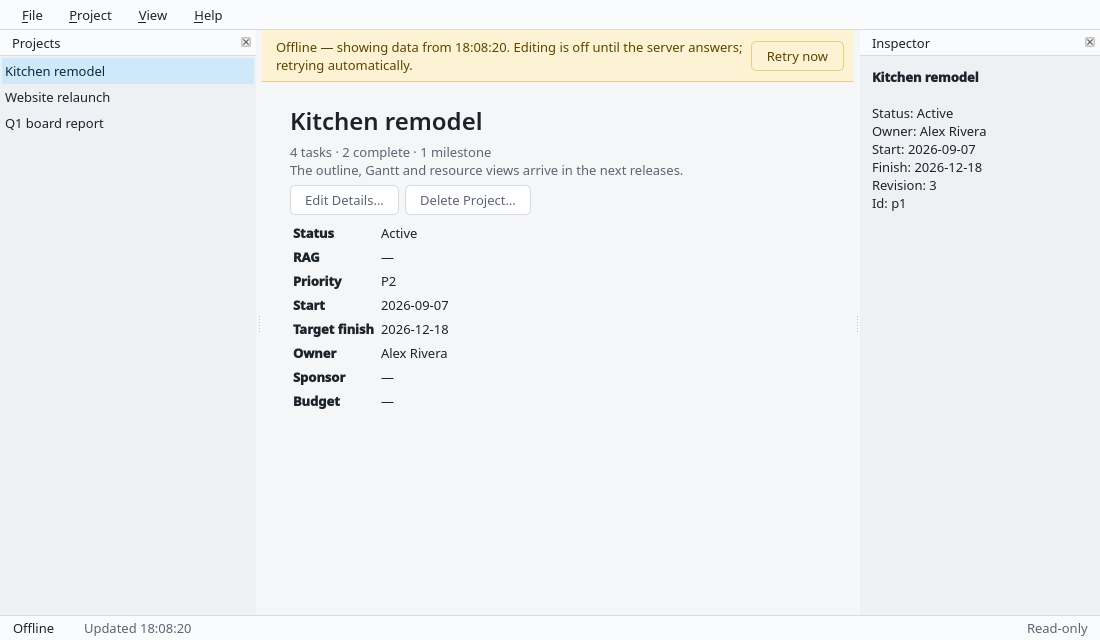 File Project View Help
Projects
Kitchen remodel
Website relaunch
Q1 board report
Offline — showing data from 18:08:20. Editing is off until the server answers;
retrying automatically.
Retry now
Kitchen remodel
4 tasks · 2 complete · 1 milestone
The outline, Gantt and resource views arrive in the next releases.
Edit Details... Delete Project...
Status Active
RAG —
Priority P2
Start 2026-09-07
Target finish 2026-12-18
Owner Alex Rivera
Sponsor —
Budget —
Inspector
Kitchen remodel
Status: Active
Owner: Alex Rivera
Start: 2026-09-07
Finish: 2026-12-18
Revision: 3
Id: p1
Offline Updated 18:08:20 Read-only